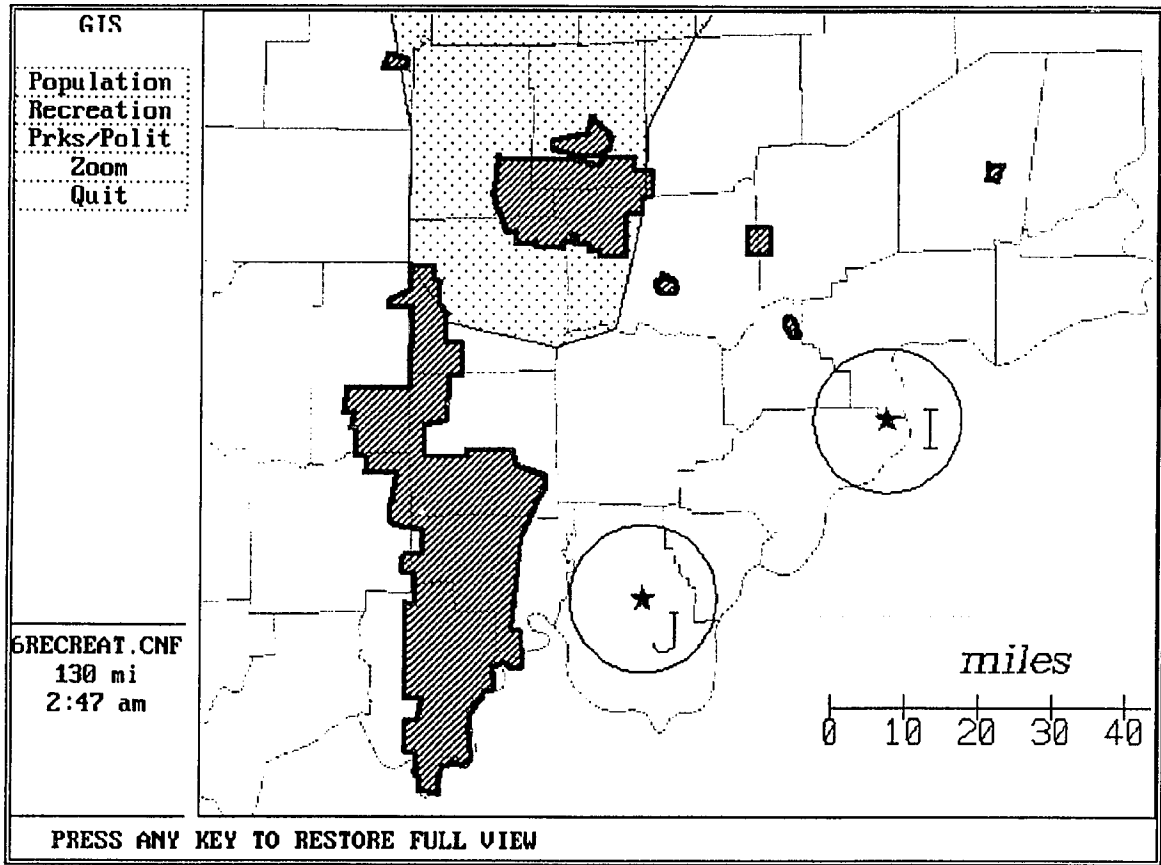 GIS
Population
Recreation
Prks/Polit
Zoom
Quit
I
J
6RECREAT.CNF
130 mi
2:47 am
miles
0 10 20 30 40
PRESS ANY KEY TO RESTORE FULL VIEW